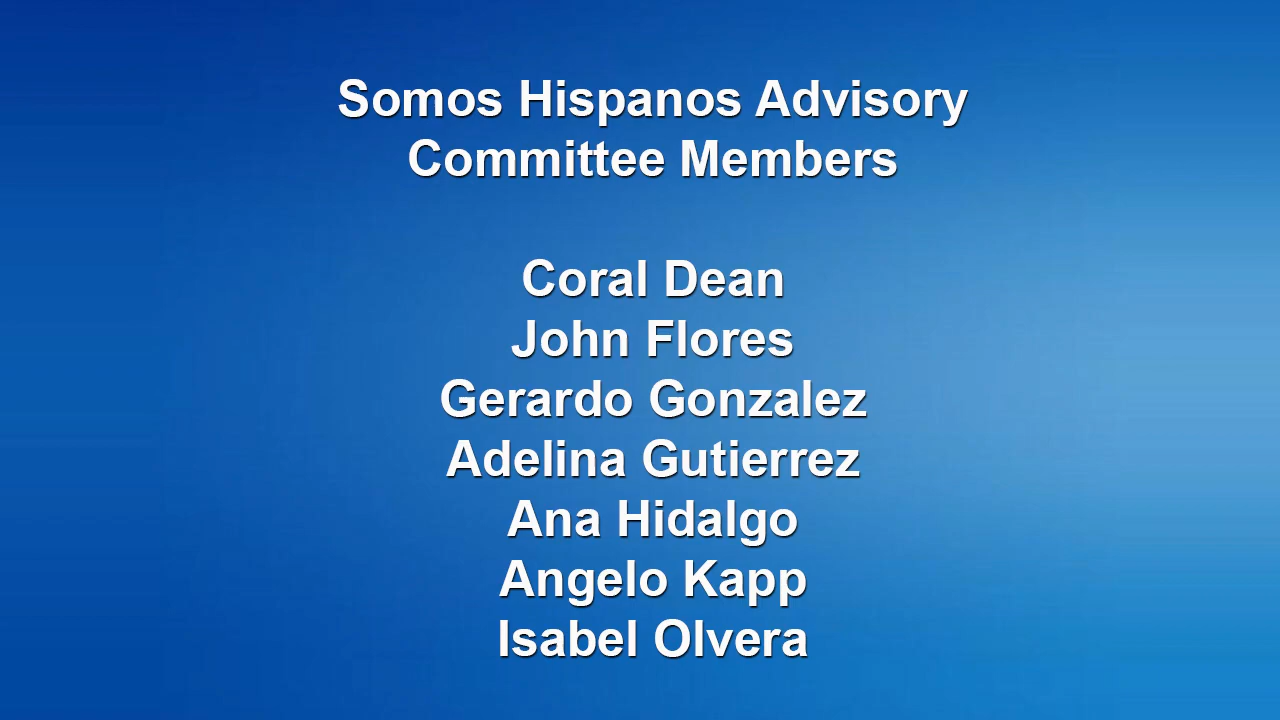 Somos Hispanos Advisory
Committee Members
Coral Dean
John Flores
Gerardo Gonzalez
Adelina Gutierrez
Ana Hidalgo
Angelo Kapp
Isabel Olvera